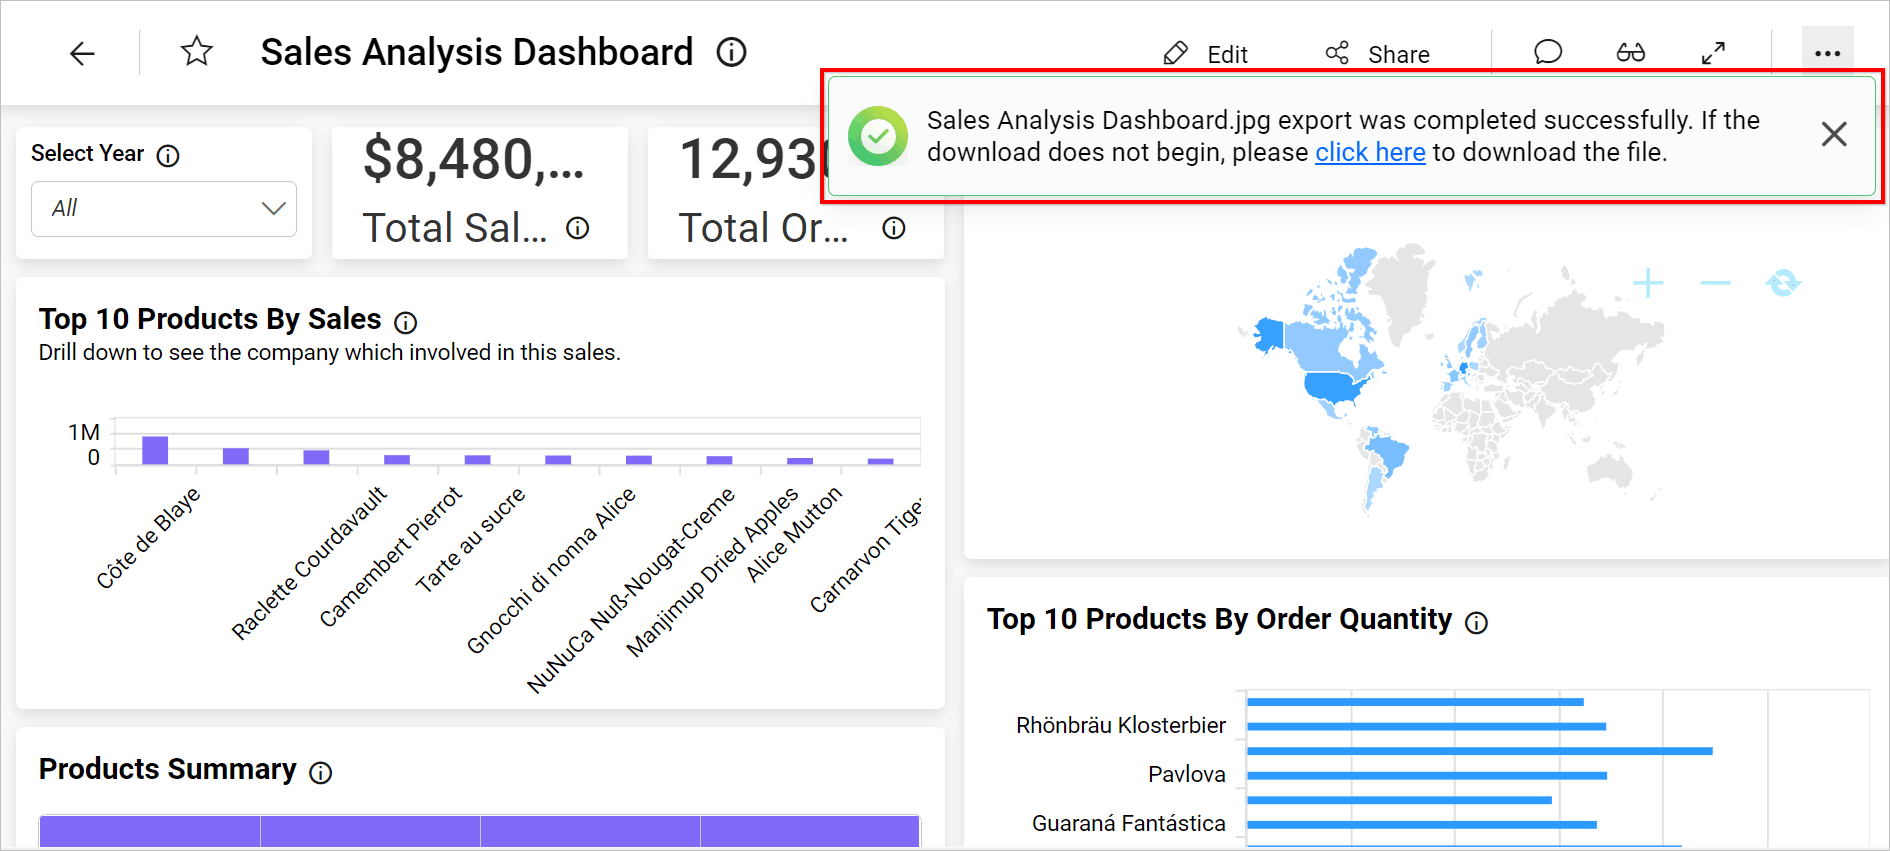 Sales Analysis Dashboard
Edit
Share
Sales Analysis Dashboard.jpg export was completed successfully. If the
download does not begin, please click here to download the file.
Select Year
All
$8,480,...
Total Sal...
12,93
Total Or...
Top 10 Products By Sales
Drill down to see the company which involved in this sales.
1M
0
Côte de Blaye
Raclette Courdavault
Camembert Pierrot
Tarte au sucre
Gnocchi di nonna Alice
NuNuCa Nuß-Nougat-Creme
Manjimup Dried Apples
Alice Mutton
Carnarvon Tige
Top 10 Products By Order Quantity
Rhönbräu Klosterbier
Pavlova
Guaraná Fantástica
Products Summary